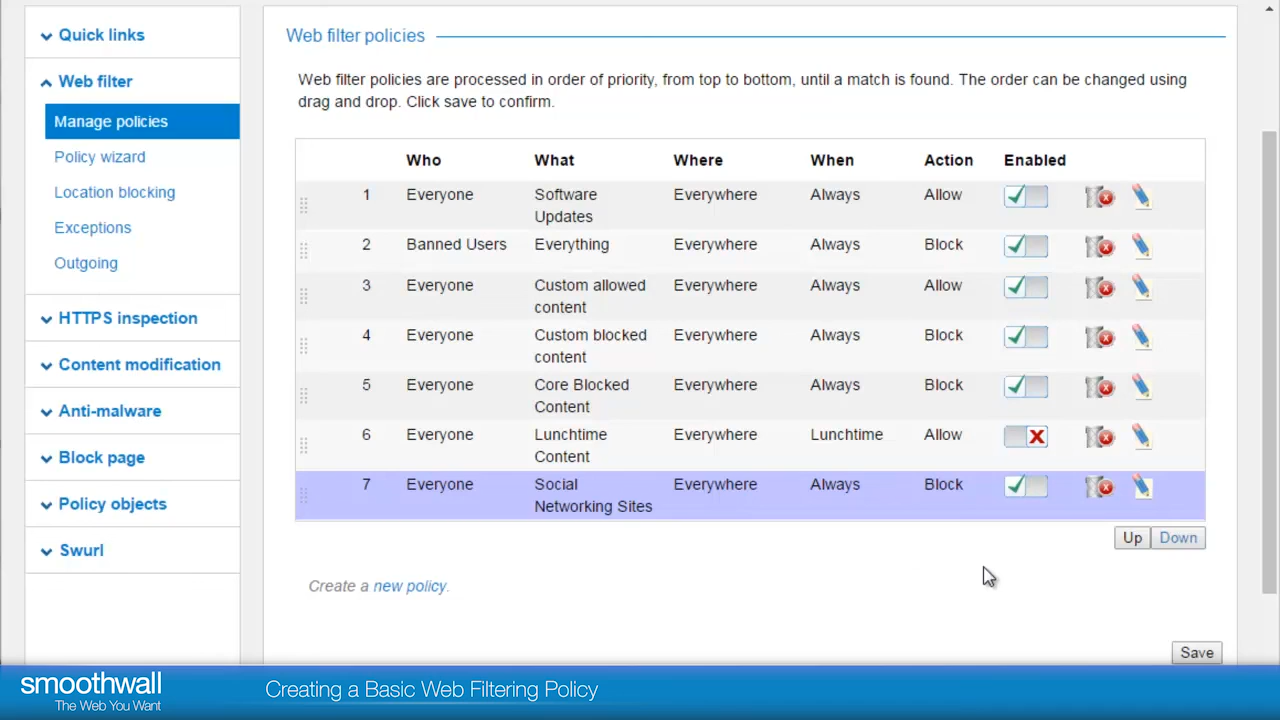 Quick links
Web filter
Manage policies
Policy wizard
Location blocking
Exceptions
Outgoing
HTTPS inspection
Content modification
Anti-malware
Block page
Policy objects
Swurl
Web filter policies
Web filter policies are processed in order of priority, from top to bottom, until a match is found. The order can be changed using
drag and drop. Click save to confirm.
Who What Where When Action Enabled
1 Everyone Software Everywhere Always Allow
Updates
2 Banned Users Everything Everywhere Always Block
3 Everyone Custom allowed Everywhere Always Allow
content
4 Everyone Custom blocked Everywhere Always Block
content
5 Everyone Core Blocked Everywhere Always Block
Content
6 Everyone Lunchtime Everywhere Lunchtime Allow
Content
7 Everyone Social Everywhere Always Block
Networking Sites
Up Down
Create a new policy.
Save
smoothwall
The Web You Want
Creating a Basic Web Filtering Policy